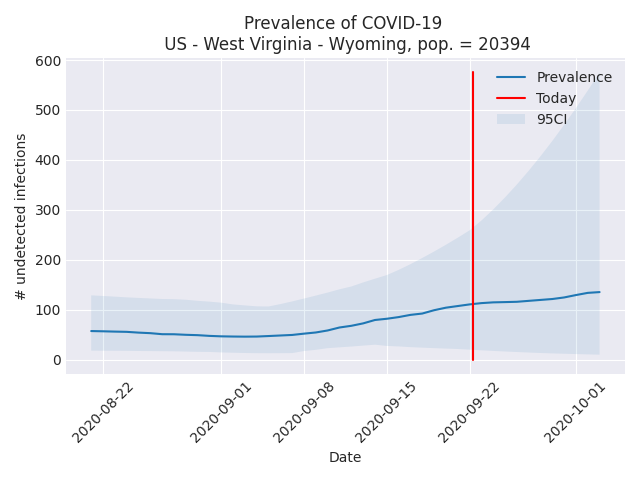 Prevalence of COVID-19
US - West Virginia - Wyoming, pop. = 20394
600
500
400
300
200
100
0
# undetected infections
Prevalence
Today
95CI
2020-08-22
2020-09-01
2020-09-08
2020-09-15
2020-09-22
2020-10-01
Date